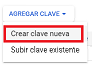 AGREGAR CLAVE
Crear clave nueva
Subir clave existente